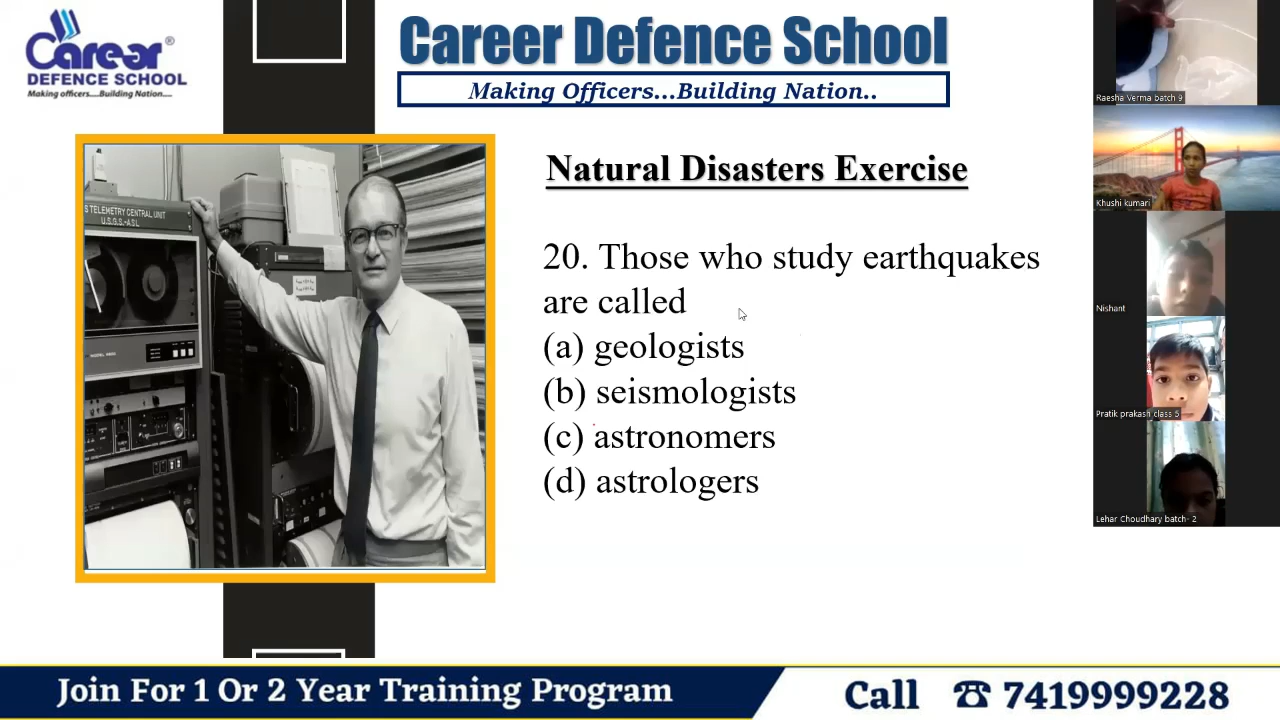 Career®
DEFENCE SCHOOL
Making officers....Building Nation....
Career Defence School
Making Officers...Building Nation..
Natural Disasters Exercise
20. Those who study earthquakes
are called
(a) geologists
(b) seismologists
(c) astronomers
(d) astrologers
S TELEMETRY CENTRAL UNIT
U.S.G.S.-ASL
Raesha Verma batch 9
Khushi kumari
Nishant
Pratik prakash class 5
Lehar Choudhary batch- 2
Join For 1 Or 2 Year Training Program
Call ☎ 7419999228